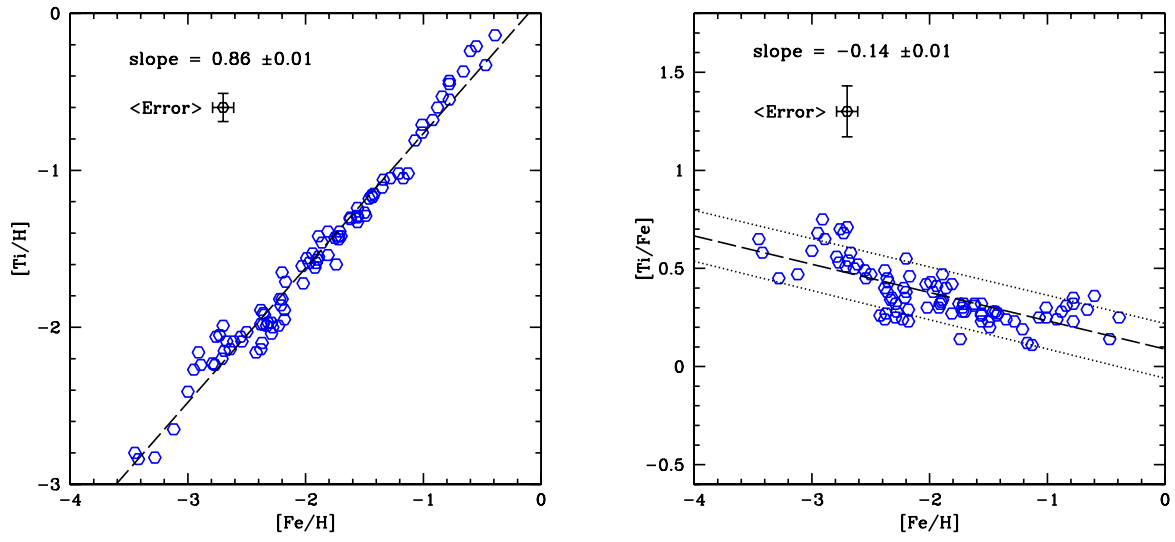 0
-1
-2
-3
-4
-3
-2
-1
0
[Ti/H]
[Fe/H]
slope = 0.86 ±0.01
<Error>
1.5
1
0.5
0
-0.5
-4
-3
-2
-1
0
[Ti/Fe]
[Fe/H]
slope = -0.14 ±0.01
<Error>